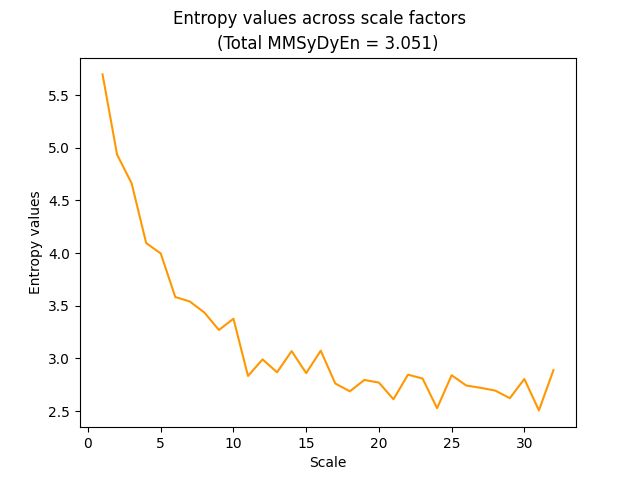 Entropy values across scale factors
(Total MMSyDyEn = 3.051)
5.5
5.0
4.5
4.0
3.5
3.0
2.5
Entropy values
0 5 10 15 20 25 30
Scale